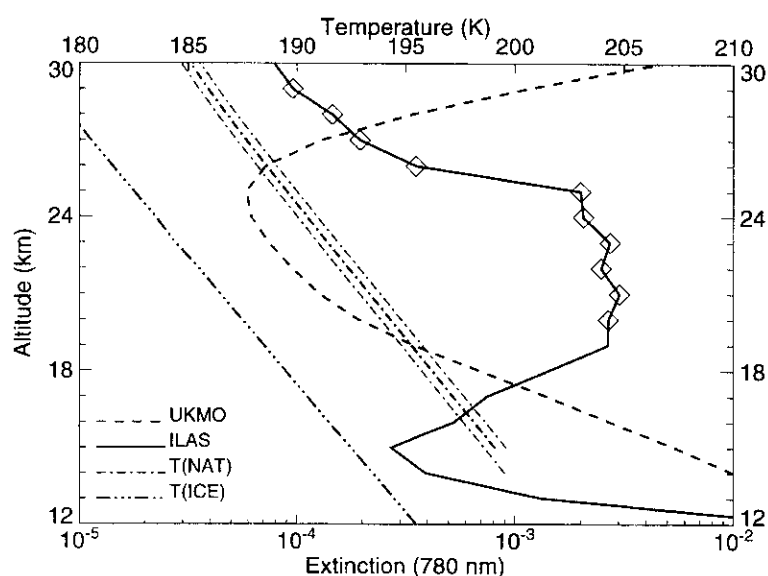 Temperature (K)
180 185 190 195 200 205 210
30 30
24 24
18 18
12 12
Altitude (km)
UKMO
ILAS
T(NAT)
T(ICE)
10-5 10-4 10-3 10-2
Extinction (780 nm)